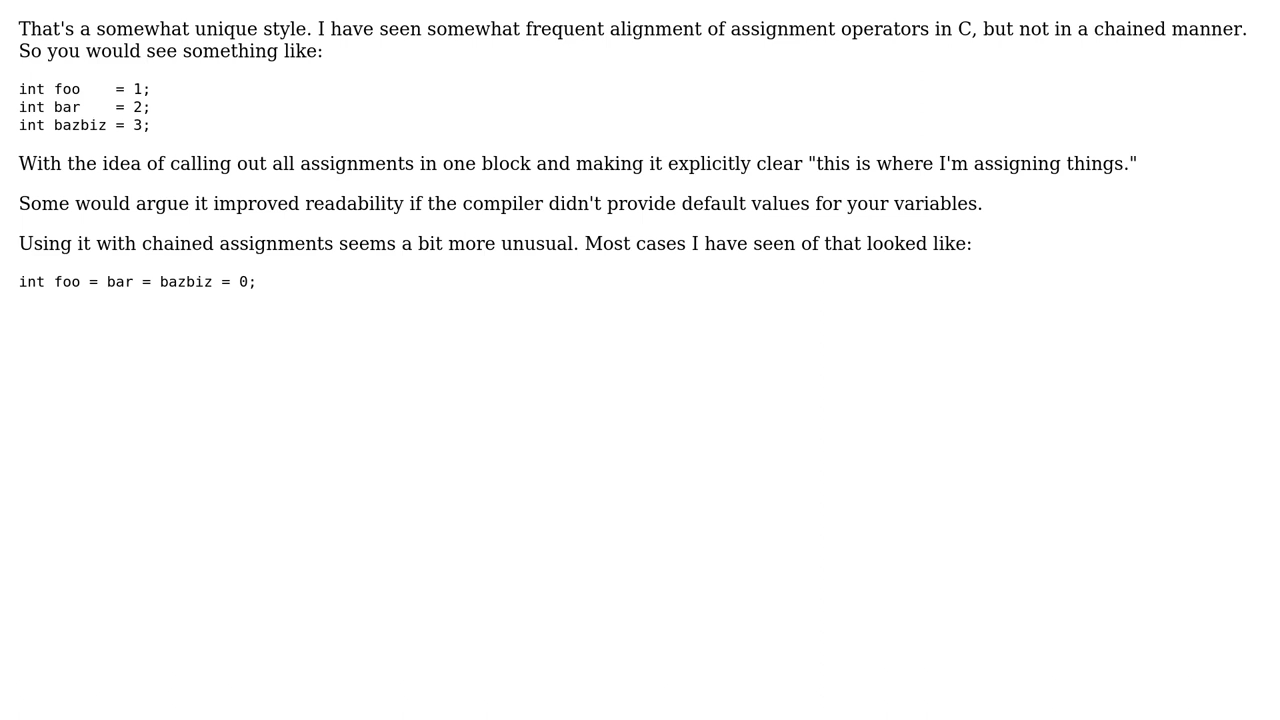 That's a somewhat unique style. I have seen somewhat frequent alignment of assignment operators in C, but not in a chained manner.
So you would see something like:
int foo    = 1;
int bar    = 2;
int bazbiz = 3;
With the idea of calling out all assignments in one block and making it explicitly clear "this is where I'm assigning things."
Some would argue it improved readability if the compiler didn't provide default values for your variables.
Using it with chained assignments seems a bit more unusual. Most cases I have seen of that looked like:
int foo = bar = bazbiz = 0;